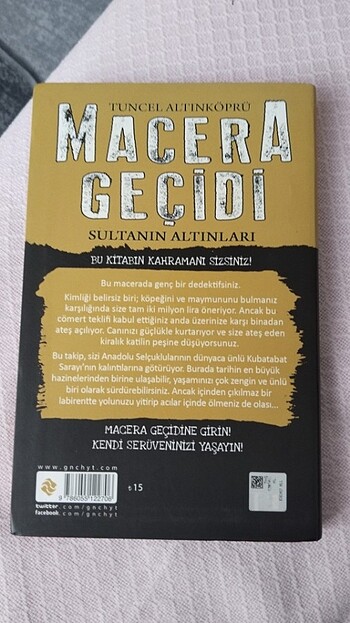 TUNCEL ALTINKÖPRÜ
MACERA
GEÇİDİ
SULTANIN ALTINLARI
BU KİTABIN KAHRAMANI SİZSİNİZ!
Bu macerada genç bir dedektifsiniz.
Kimliği belirsiz biri; köpeğini ve maymununu bulmanız
karşılığında size tam iki milyon lira öneriyor. Ancak bu
cömert teklifi kabul ettiğiniz anda üzerinize karşı binadan
ateş açılıyor. Canınızı güçlükle kurtarıyor ve size ateş eden
kiralık katilin peşine düşüyorsunuz.
Bu takip, sizi Anadolu Selçuklularının dünyaca ünlü Kubatabat
Sarayı'nın kalıntılarına götürüyor. Burada tarihin en büyük
hazinelerinden birine ulaşabilir, yaşamınızı çok zengin ve ünlü
biri olarak sürdürebilirsiniz. Ancak içinden çıkılmaz bir
labirentte yolunuzu yitirip acılar içinde ölmeniz de olası...
MACERA GEÇİDİNE GİRİN!
KENDİ SERÜVENİNİZİ YAŞAYIN!
www.gnchyt.com
9 786055 122706
₺15
twitter.com/gnchyt
facebook.com/gnchyt